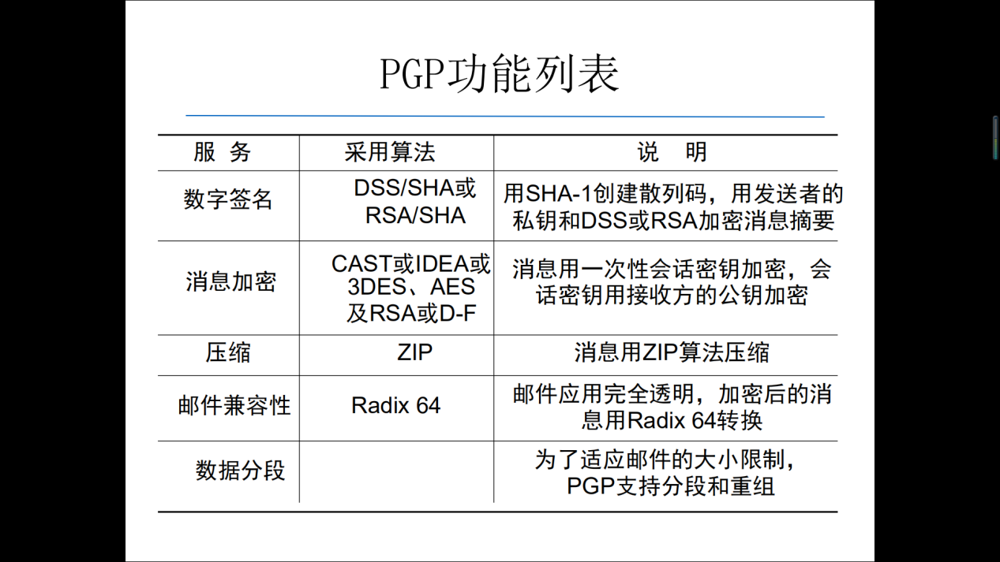 PGP功能列表
服 务 采用算法 说 明
数字签名
DSS/SHA或
RSA/SHA
用SHA-1创建散列码，用发送者的
私钥和DSS或RSA加密消息摘要
消息加密
CAST或IDEA或
3DES、AES
及RSA或D-F
消息用一次性会话密钥加密，会
话密钥用接收方的公钥加密
压缩 ZIP 消息用ZIP算法压缩
邮件兼容性 Radix 64
邮件应用完全透明，加密后的消
息用Radix 64转换
数据分段
为了适应邮件的大小限制，
PGP支持分段和重组